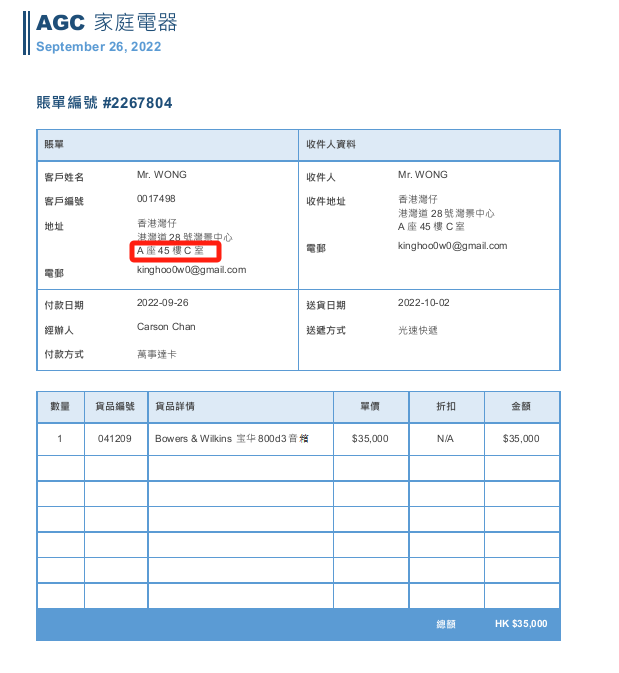 AGC 家庭電器
September 26, 2022
賬單編號 #2267804
賬單
收件人資料
客戶姓名 Mr. WONG
客戶編號 0017498
地址 香港灣仔
港灣道 28 號灣景中心
A 座 45 樓 C 室
電郵 kinghoo0w0@gmail.com
收件人 Mr. WONG
收件地址 香港灣仔
港灣道 28 號灣景中心
A 座 45 樓 C 室
電郵 kinghoo0w0@gmail.com
付款日期 2022-09-26
經辦人 Carson Chan
付款方式 萬事達卡
送貨日期 2022-10-02
送遞方式 光速快遞
數量 貨品編號 貨品詳情 單價 折扣 金額
1 041209 Bowers & Wilkins 宝华 800d3 音 $35,000 N/A $35,000
總額 HK $35,000